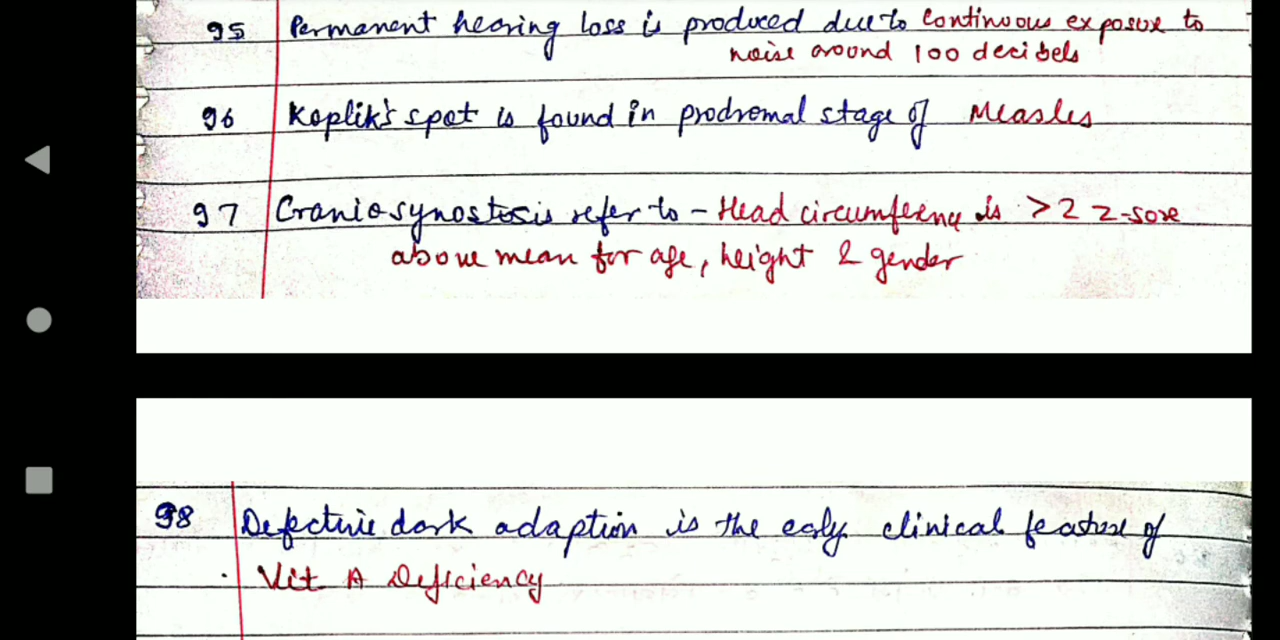 95 Permanent hearing loss is produced due to continuous exposure to
noise around 100 decibels
96 Koplik's spot is found in prodromal stage of Measles
97 Craniosynostosis refer to - Head circumference is >2 z-sore
above mean for age, height & gender
98 Defective dark adaption is the early clinical feature of
Vit A Deficiency